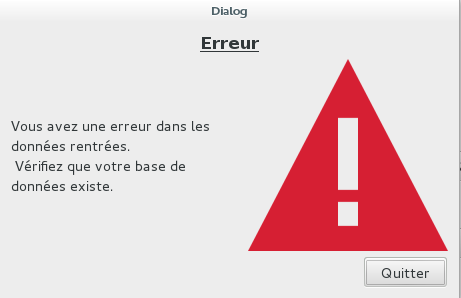 Dialog
Erreur
Vous avez une erreur dans les
données rentrées.
Vérifiez que votre base de
données existe.
Quitter